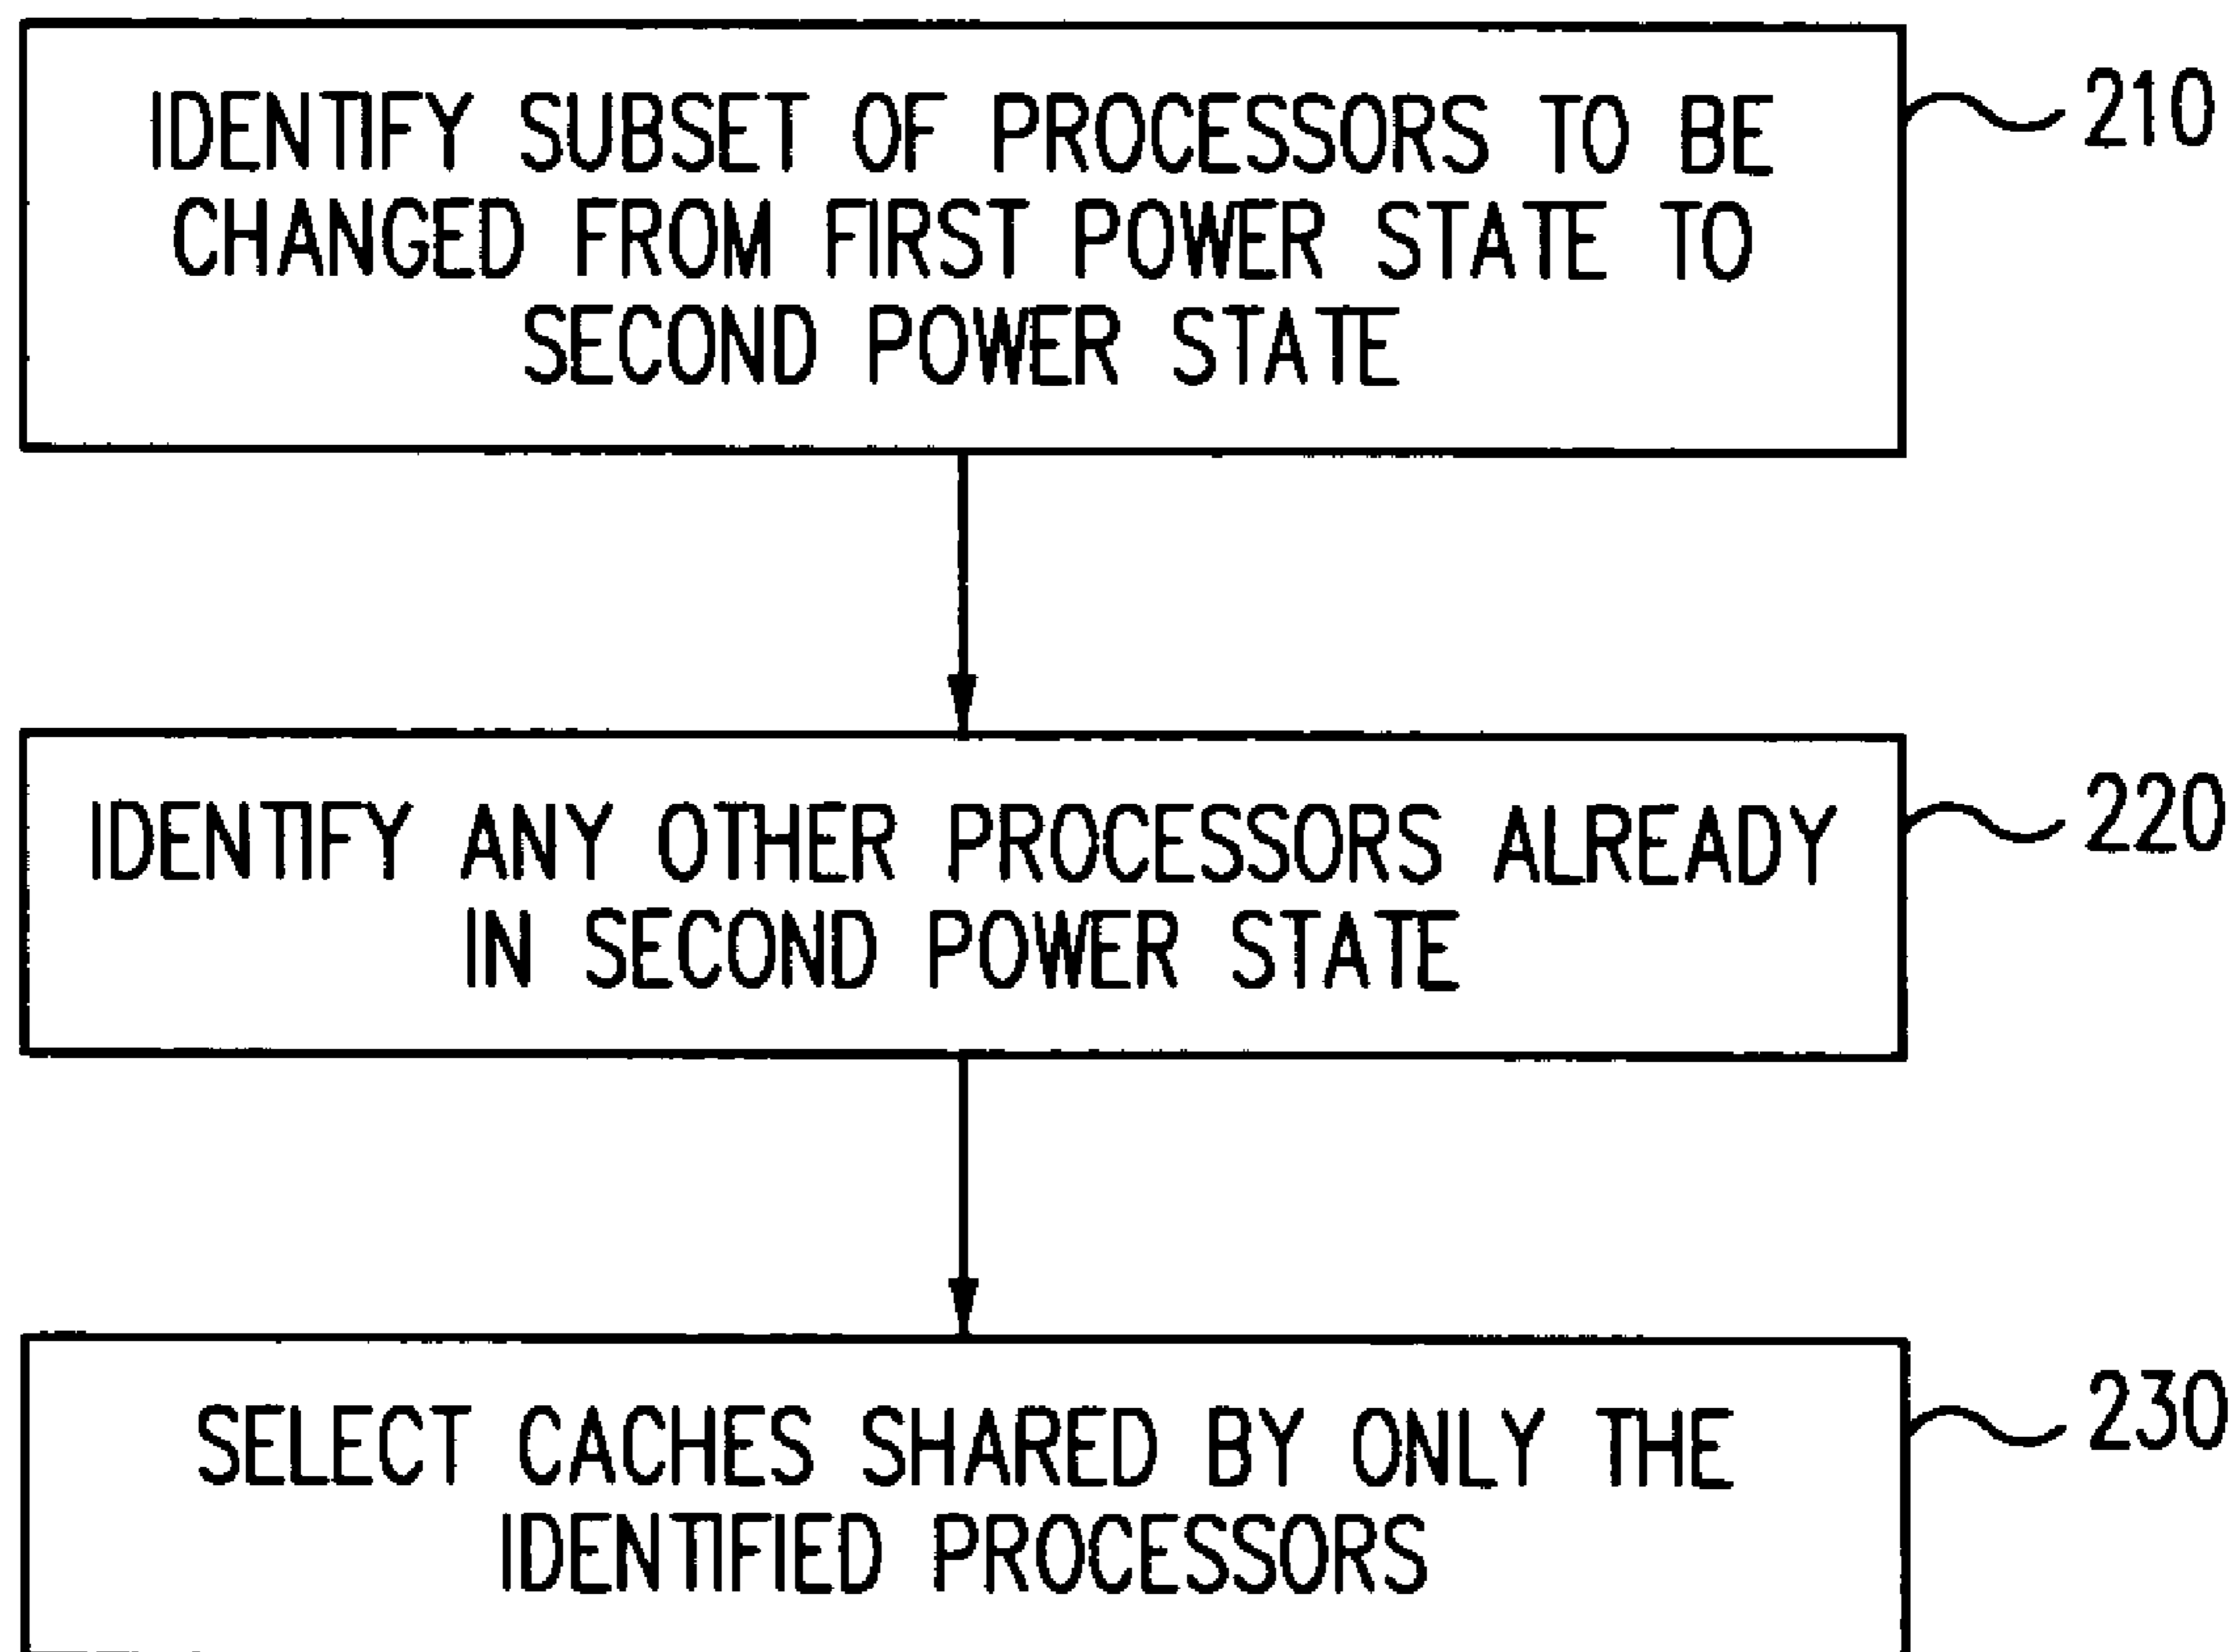 IDENTIFY SUBSET OF PROCESSORS TO BE
CHANGED FROM FIRST POWER STATE TO
SECOND POWER STATE
210
IDENTIFY ANY OTHER PROCESSORS ALREADY
IN SECOND POWER STATE
220
SELECT CACHES SHARED BY ONLY THE
IDENTIFIED PROCESSORS
230